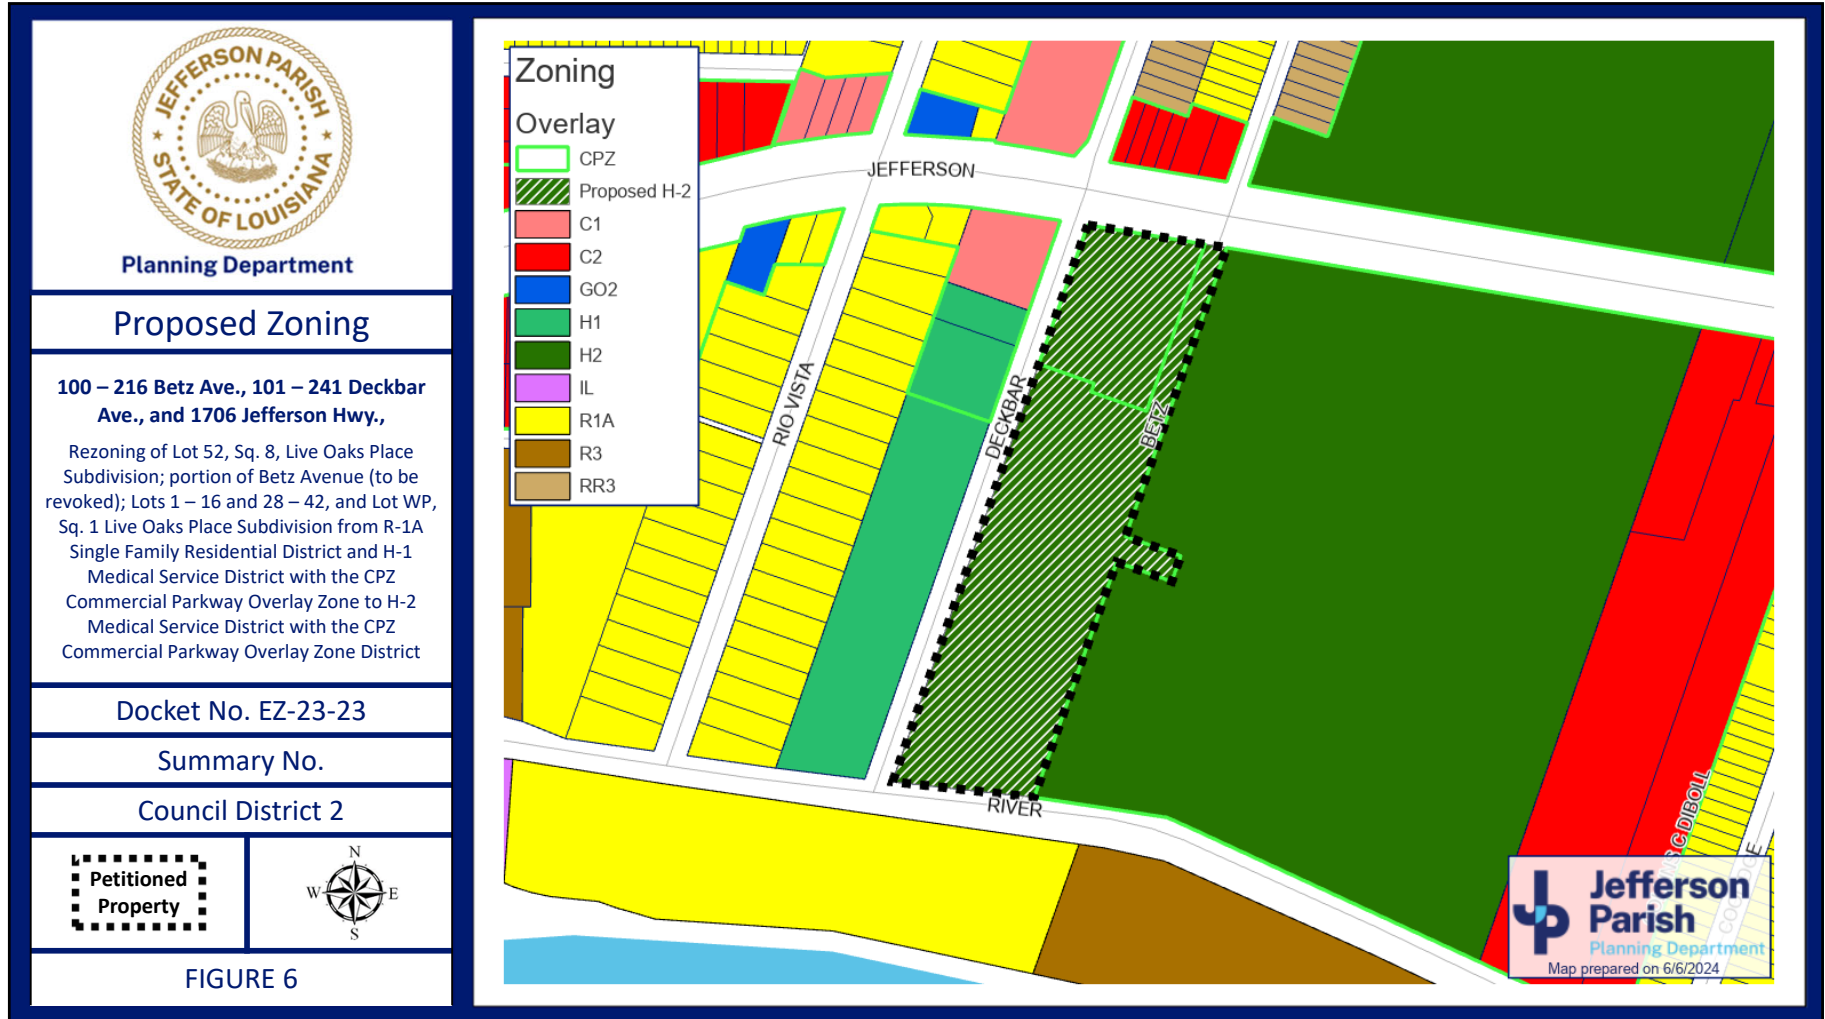 JEFFERSON PARISH
STATE OF LOUISIANA
Planning Department
Proposed Zoning
100 – 216 Betz Ave., 101 – 241 Deckbar
Ave., and 1706 Jefferson Hwy.,
Rezoning of Lot 52, Sq. 8, Live Oaks Place
Subdivision; portion of Betz Avenue (to be
revoked); Lots 1 – 16 and 28 – 42, and Lot WP,
Sq. 1 Live Oaks Place Subdivision from R-1A
Single Family Residential District and H-1
Medical Service District with the CPZ
Commercial Parkway Overlay Zone to H-2
Medical Service District with the CPZ
Commercial Parkway Overlay Zone District
Docket No. EZ-23-23
Summary No.
Council District 2
Petitioned
Property
N
W
E
S
FIGURE 6
Zoning
Overlay
CPZ
Proposed H-2
C1
C2
GO2
H1
H2
IL
R1A
R3
RR3
JEFFERSON
RIO VISTA
DECKBAR
BETZ
RIVER
C DIBOLL
Jefferson
Parish
Planning Department
Map prepared on 6/6/2024